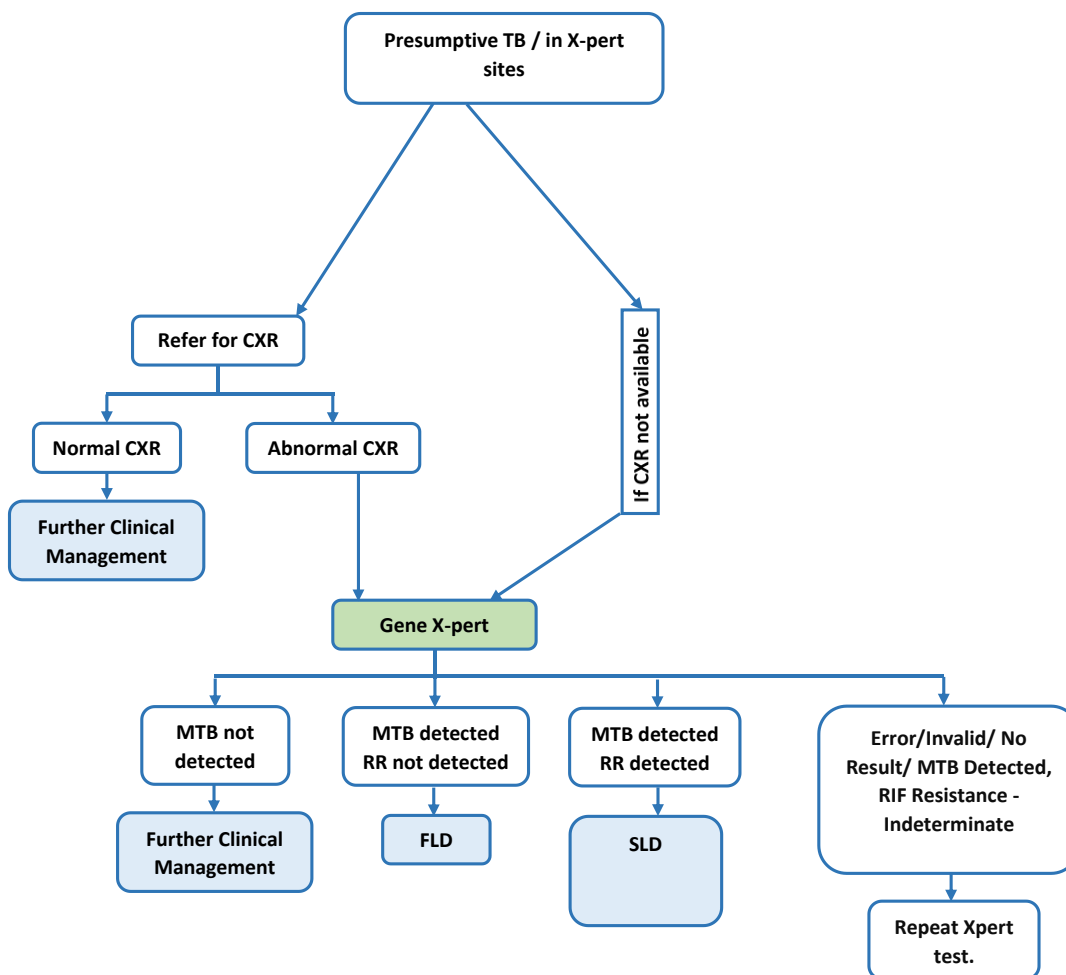 Presumptive TB / in X-pert
sites
Refer for CXR
If CXR not available
Normal CXR
Abnormal CXR
Further Clinical
Management
Gene X-pert
MTB not
detected
MTB detected
RR not detected
MTB detected
RR detected
Error/Invalid/ No
Result/ MTB Detected,
RIF Resistance -
Indeterminate
Further Clinical
Management
FLD
SLD
Repeat Xpert
test.